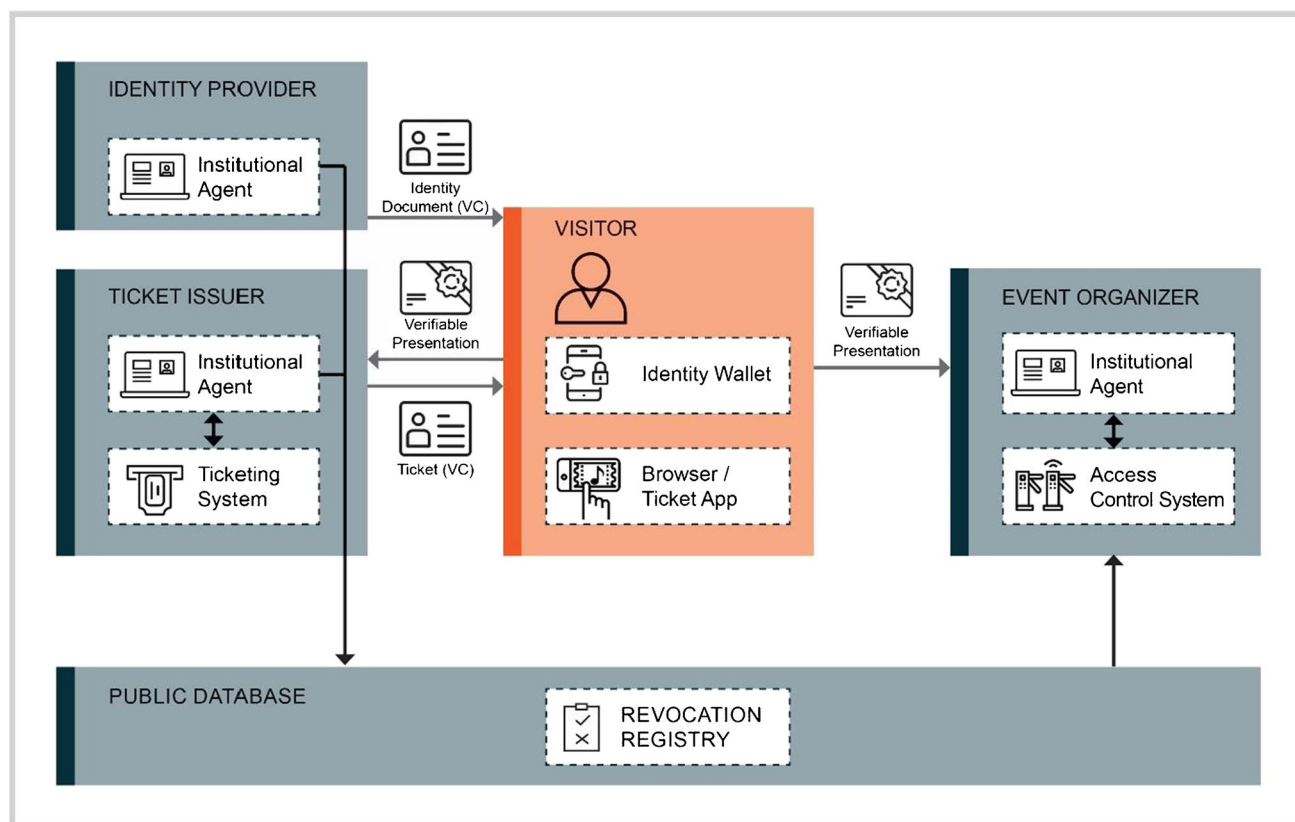 IDENTITY PROVIDER
Institutional
Agent
Identity
Document (VC)
TICKET ISSUER
Institutional
Agent
Ticketing
System
Verifiable
Presentation
Ticket (VC)
VISITOR
Identity Wallet
Browser /
Ticket App
Verifiable
Presentation
EVENT ORGANIZER
Institutional
Agent
Access
Control System
PUBLIC DATABASE
REVOCATION
REGISTRY